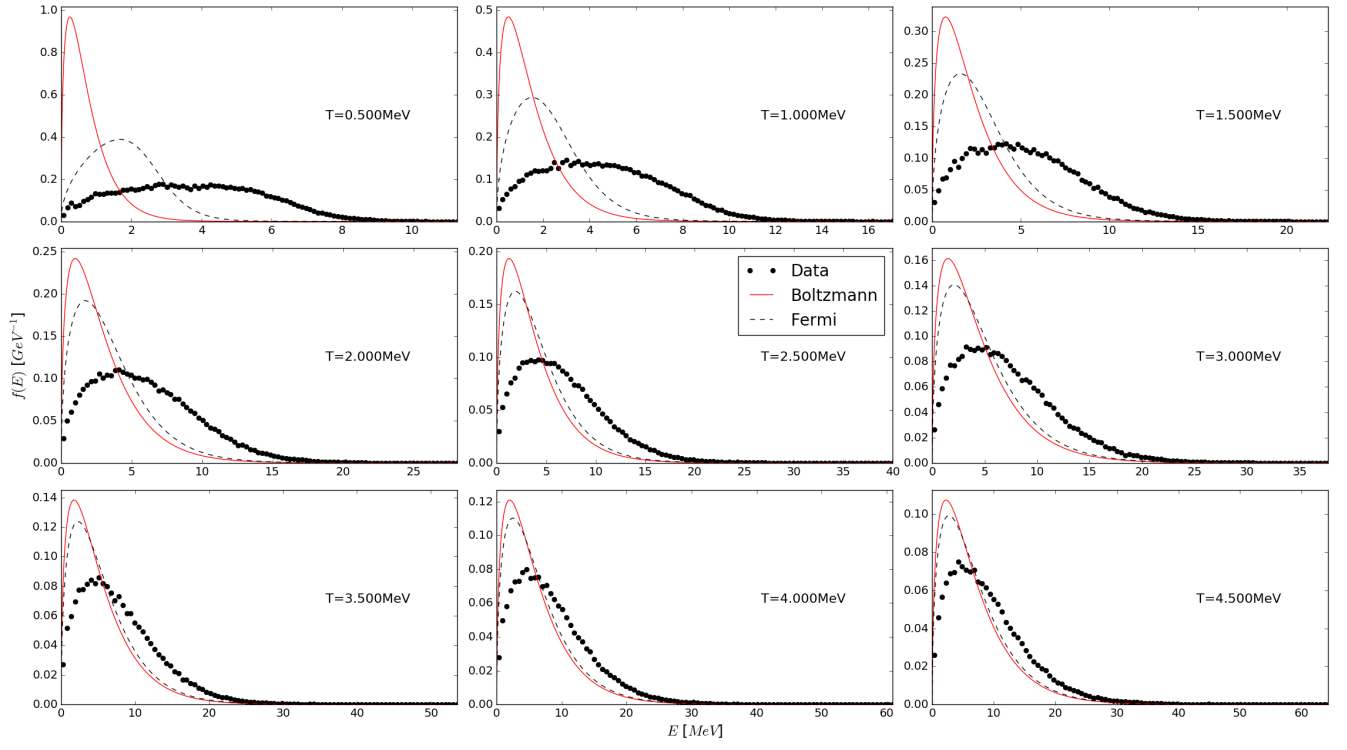 1.0
0.8
0.6
0.4
0.2
0.0
0 2 4 6 8 10
T=0.500MeV
0.5
0.4
0.3
0.2
0.1
0.0
0 2 4 6 8 10 12 14 16
T=1.000MeV
0.30
0.25
0.20
0.15
0.10
0.05
0.00
0 5 10 15 20
T=1.500MeV
f(E) [GeV⁻¹]
0.25
0.20
0.15
0.10
0.05
0.00
0 5 10 15 20 25
T=2.000MeV
0.20
0.15
0.10
0.05
0.00
0 5 10 15 20 25 30 35 40
Data
Boltzmann
Fermi
T=2.500MeV
0.16
0.14
0.12
0.10
0.08
0.06
0.04
0.02
0.00
0 5 10 15 20 25 30 35
T=3.000MeV
0.14
0.12
0.10
0.08
0.06
0.04
0.02
0.00
0 10 20 30 40 50
T=3.500MeV
0.12
0.10
0.08
0.06
0.04
0.02
0.00
0 10 20 30 40 50 60
T=4.000MeV
0.10
0.08
0.06
0.04
0.02
0.00
0 10 20 30 40 50 60
T=4.500MeV
E [MeV]